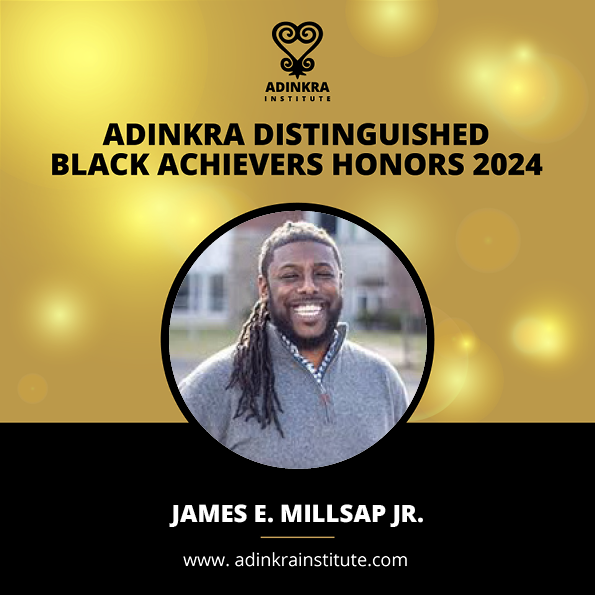 ADINKRA
INSTITUTE
ADINKRA DISTINGUISHED
BLACK ACHIEVERS HONORS 2024
JAMES E. MILLSAP JR.
www. adinkrainstitute.com